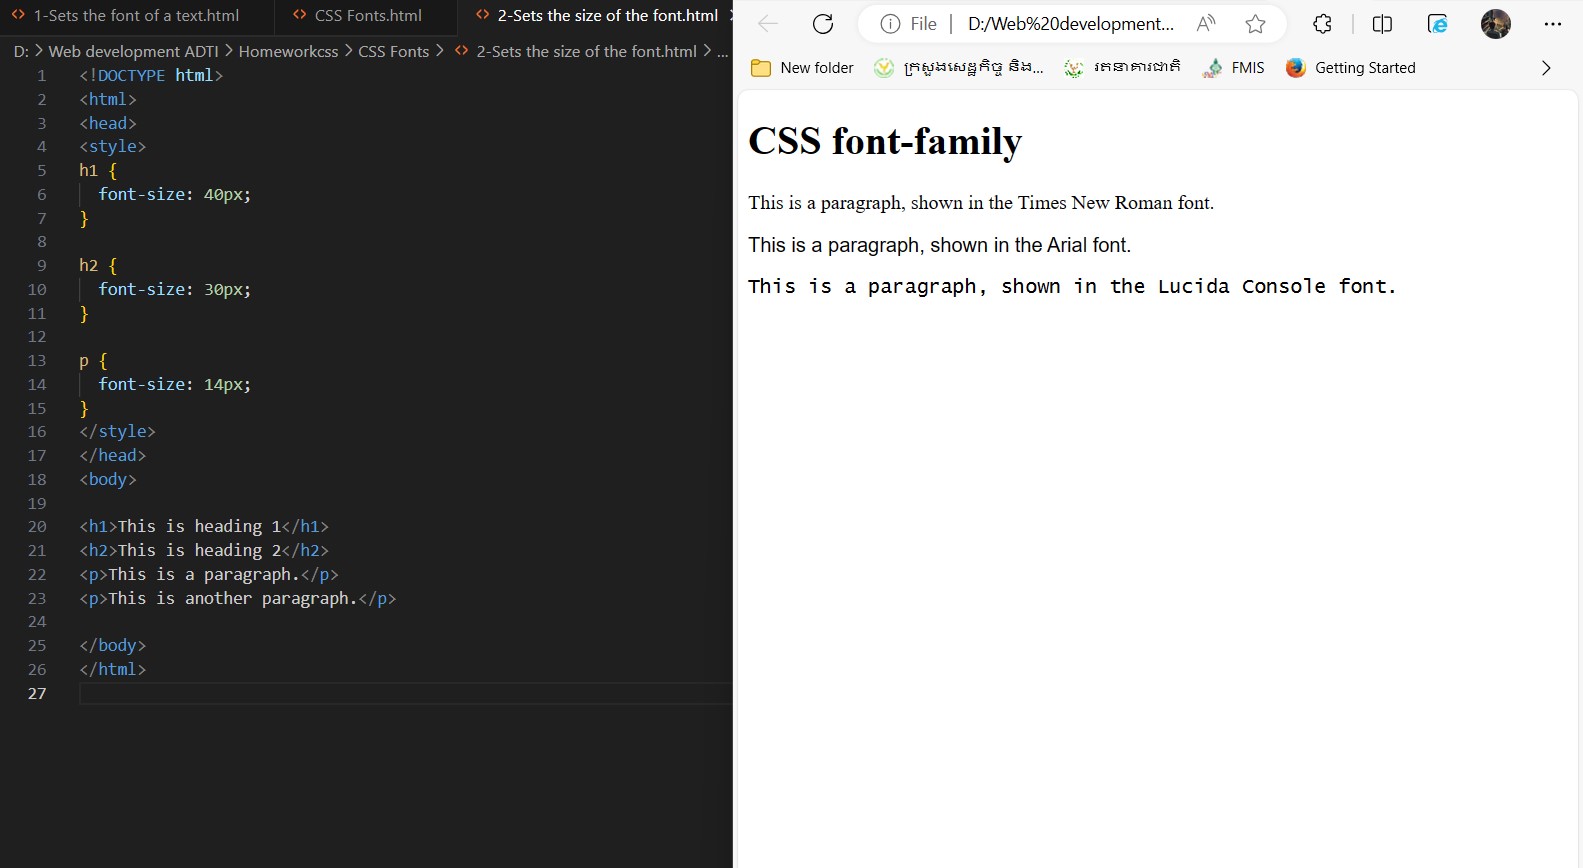 1-Sets the font of a text.html
CSS Fonts.html
2-Sets the size of the font.html
D: > Web development ADTI > Homeworkcss > CSS Fonts > <> 2-Sets the size of the font.html > ...
1 <!DOCTYPE html>
2 <html>
3 <head>
4 <style>
5 h1 {
6 font-size: 40px;
7 }
8
9 h2 {
10 font-size: 30px;
11 }
12
13 p {
14 font-size: 14px;
15 }
16 </style>
17 </head>
18 <body>
19
20 <h1>This is heading 1</h1>
21 <h2>This is heading 2</h2>
22 <p>This is a paragraph.</p>
23 <p>This is another paragraph.</p>
24
25 </body>
26 </html>
27
File | D:/Web%20development...
New folder
ក្រសួងសេដ្ឋកិច្ច និង...
រតនាគារជាតិ
FMIS
Getting Started
CSS font-family
This is a paragraph, shown in the Times New Roman font.
This is a paragraph, shown in the Arial font.
This is a paragraph, shown in the Lucida Console font.